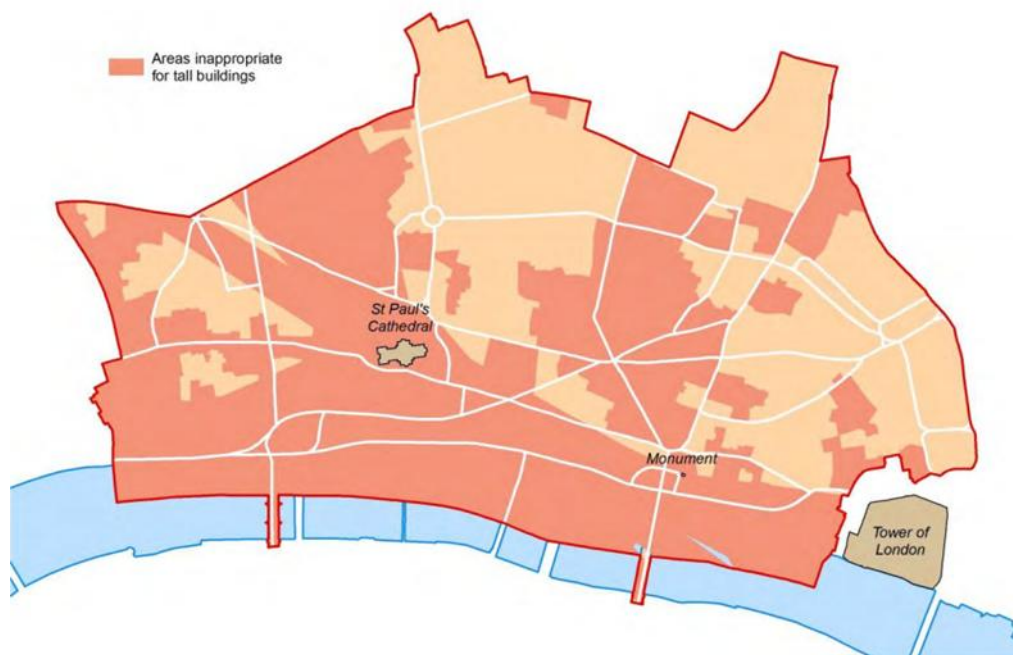 Areas inappropriate
for tall buildings
St Paul's
Cathedral
Monument
Tower of
London